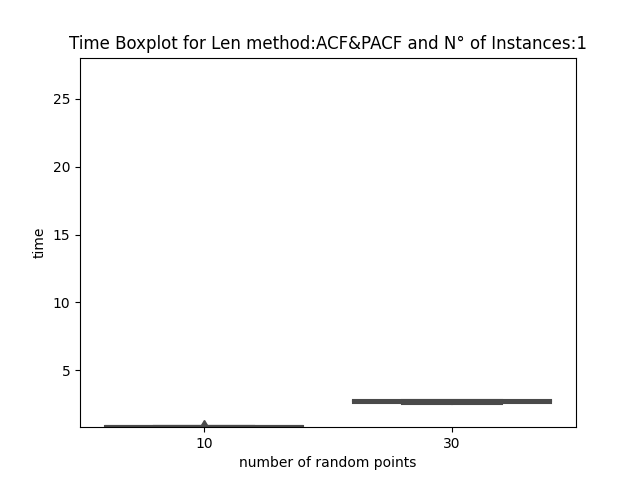 Time Boxplot for Len method:ACF&PACF and N° of Instances:1
25
20
15
10
5
time
10
30
number of random points